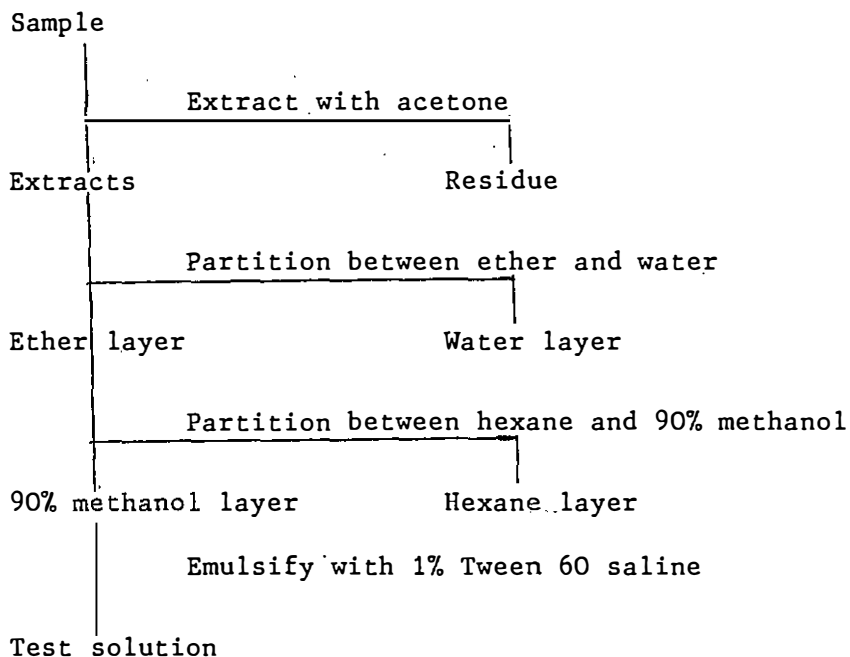 Sample
Extract with acetone
Extracts Residue
Partition between ether and water
Ether layer Water layer
Partition between hexane and 90% methanol
90% methanol layer Hexane layer
Emulsify with 1% Tween 60 saline
Test solution